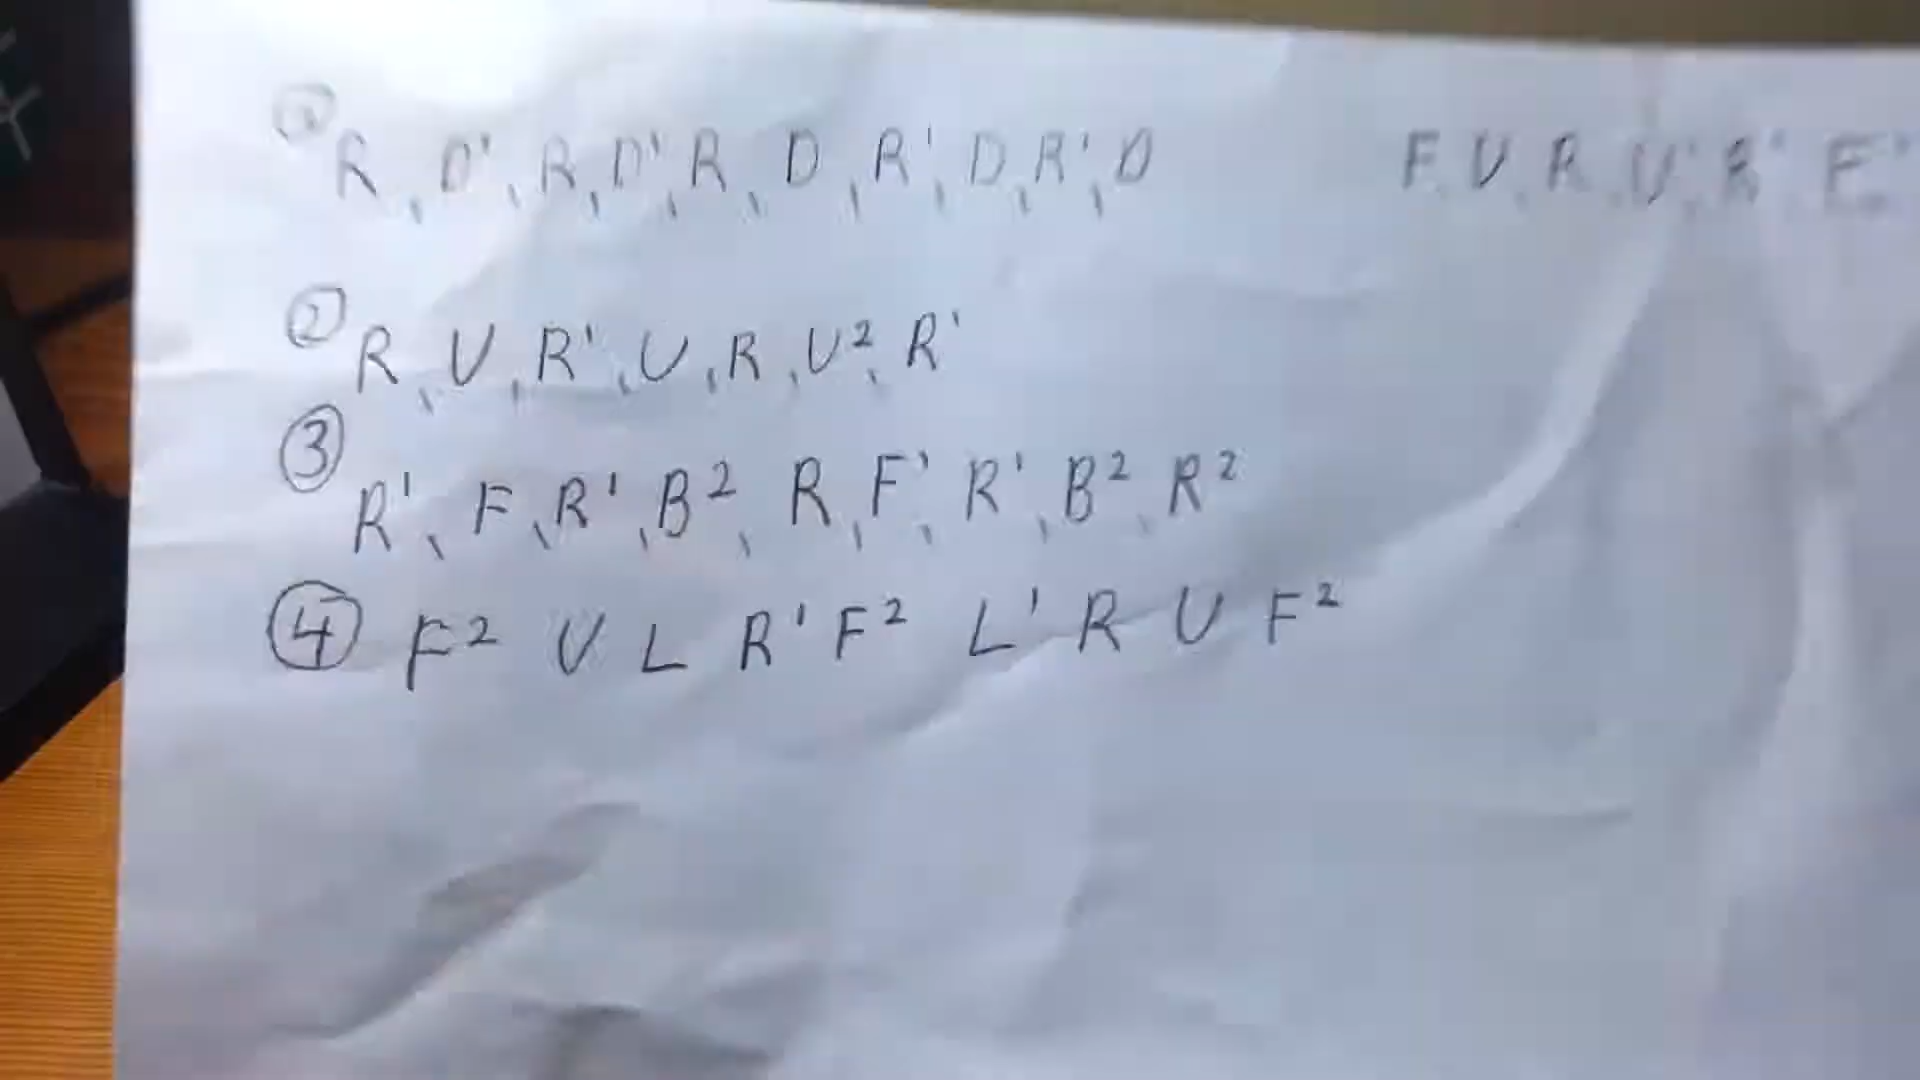 ① R、D'、R、D'、R、D、R'、D、R'、D F、U、R、U'、R'、F'
② R、U、R'、U、R、U²、R'
③ R'、F、R'、B²、R、F'、R'、B²、R²
④ F² U L R' F² L' R U F²